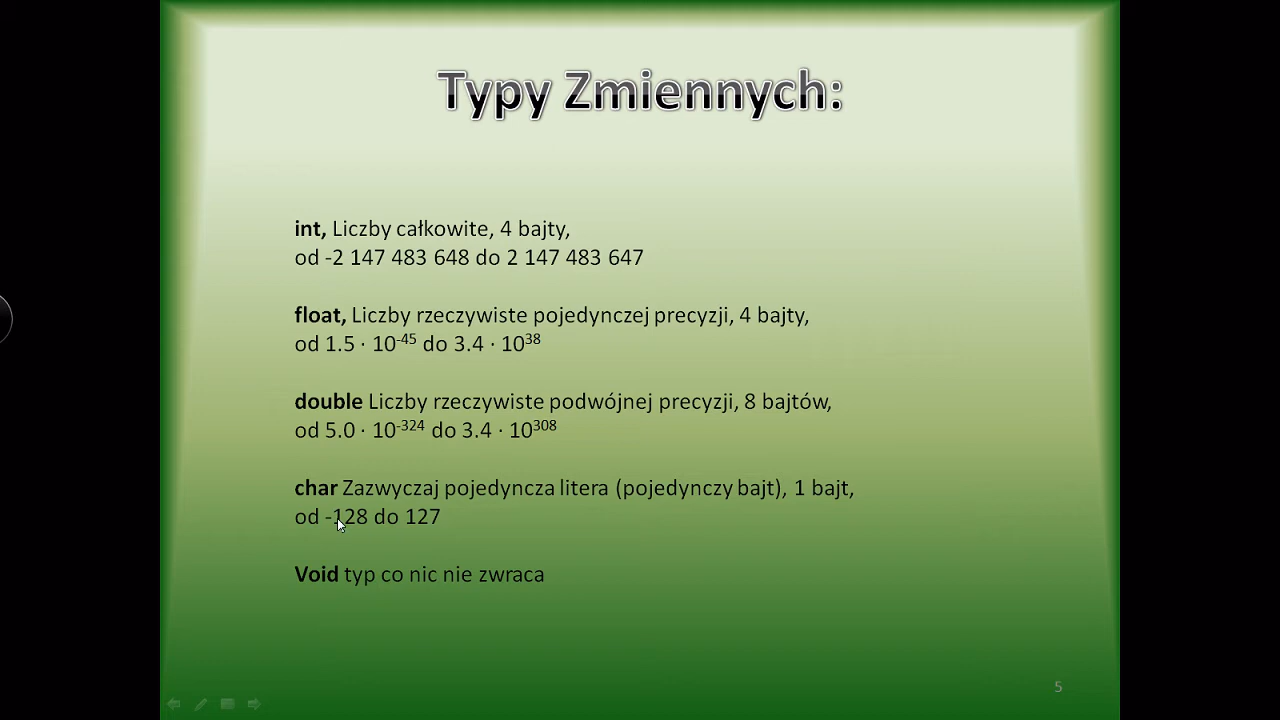 Typy Zmiennych:
int, Liczby całkowite, 4 bajty,
od -2 147 483 648 do 2 147 483 647
float, Liczby rzeczywiste pojedynczej precyzji, 4 bajty,
od 1.5 · 10⁻⁴⁵ do 3.4 · 10³⁸
double Liczby rzeczywiste podwójnej precyzji, 8 bajtów,
od 5.0 · 10⁻³²⁴ do 3.4 · 10³⁰⁸
char Zazwyczaj pojedyncza litera (pojedynczy bajt), 1 bajt,
od -128 do 127
Void typ co nic nie zwraca
5